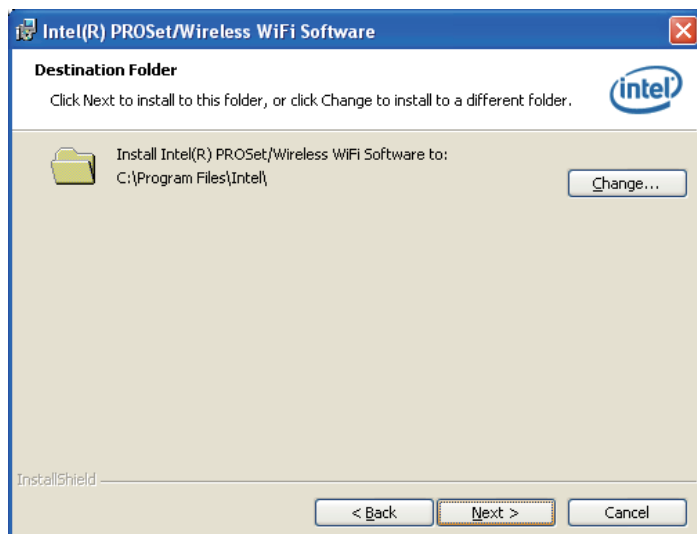 Intel(R) PROSet/Wireless WiFi Software
Destination Folder
Click Next to install to this folder, or click Change to install to a different folder.
intel
Install Intel(R) PROSet/Wireless WiFi Software to:
C:\Program Files\Intel\
Change...
InstallShield
< Back
Next >
Cancel